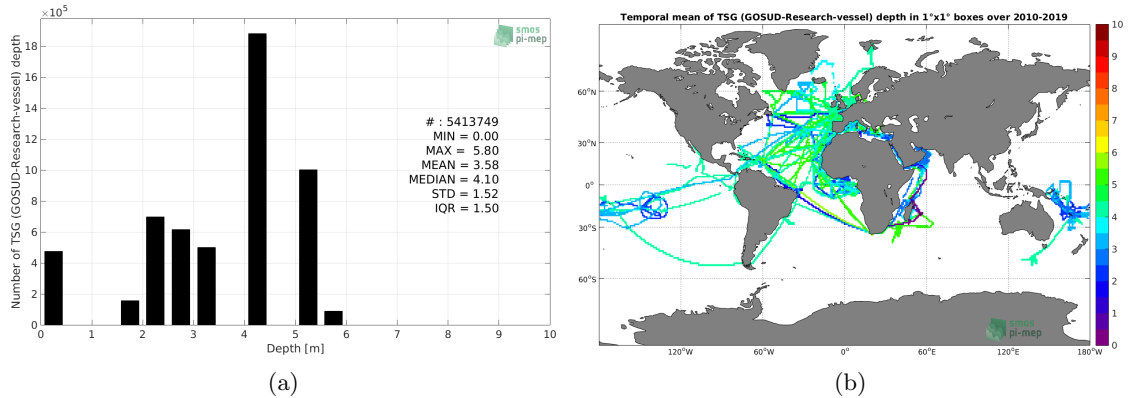 ×10⁵
18
16
14
12
10
8
6
4
2
0
Number of TSG (GOSUD-Research-vessel) depth
smos
pi-mep
# : 5413749
MIN = 0.00
MAX = 5.80
MEAN = 3.58
MEDIAN = 4.10
STD = 1.52
IQR = 1.50
0 1 2 3 4 5 6 7 8 9 10
Depth [m]
(a)
Temporal mean of TSG (GOSUD-Research-vessel) depth in 1°x1° boxes over 2010-2019
60°N
30°N
0°
30°S
60°S
smos
pi-mep
120°W 60°W 0° 60°E 120°E 180°W
10
9
8
7
6
5
4
3
2
1
0
(b)